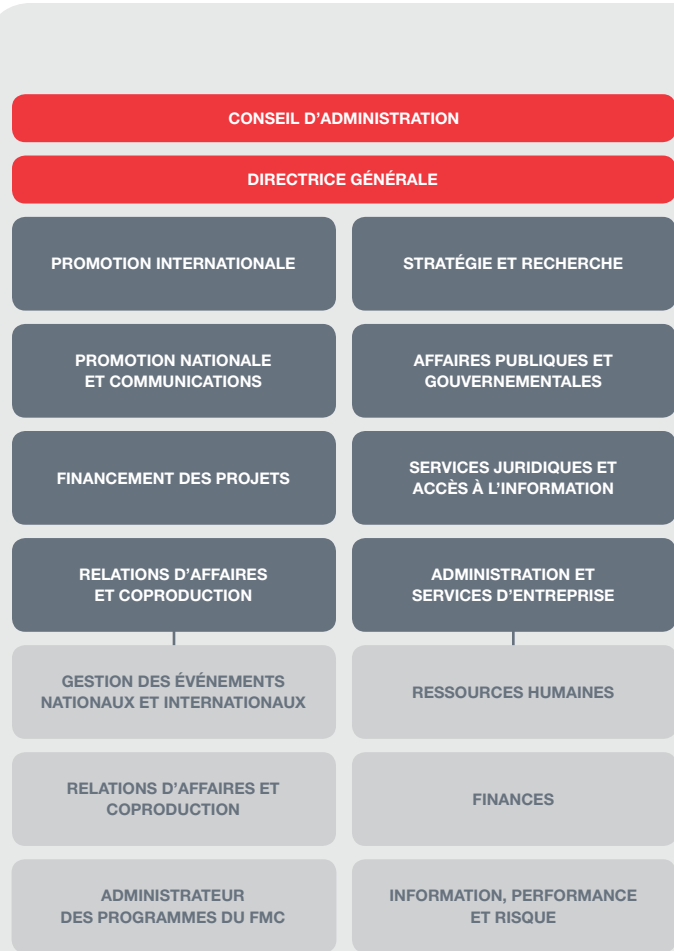 CONSEIL D’ADMINISTRATION
DIRECTRICE GÉNÉRALE
PROMOTION INTERNATIONALE
STRATÉGIE ET RECHERCHE
PROMOTION NATIONALE
ET COMMUNICATIONS
AFFAIRES PUBLIQUES ET
GOUVERNEMENTALES
FINANCEMENT DES PROJETS
SERVICES JURIDIQUES ET
ACCÈS À L’INFORMATION
RELATIONS D’AFFAIRES
ET COPRODUCTION
ADMINISTRATION ET
SERVICES D’ENTREPRISE
GESTION DES ÉVÉNEMENTS
NATIONAUX ET INTERNATIONAUX
RESSOURCES HUMAINES
RELATIONS D’AFFAIRES ET
COPRODUCTION
FINANCES
ADMINISTRATEUR
DES PROGRAMMES DU FMC
INFORMATION, PERFORMANCE
ET RISQUE